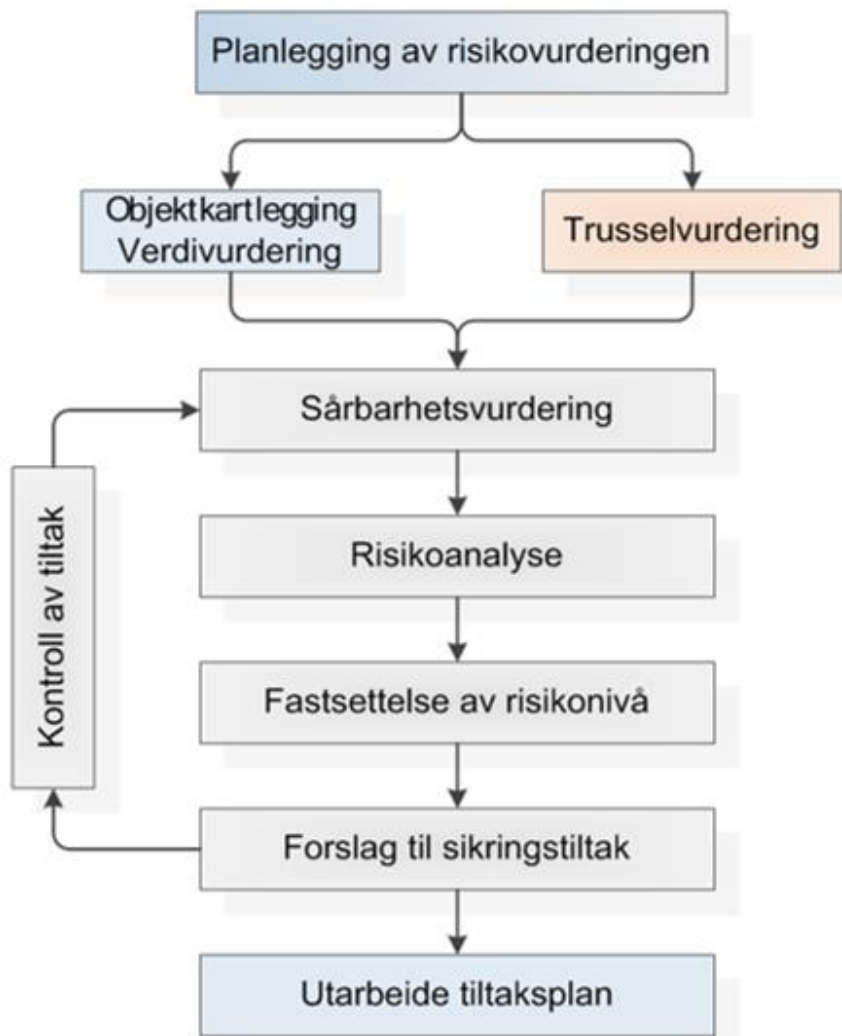 Planlegging av risikovurderingen
Objektkartlegging
Verdivurdering
Trusselvurdering
Sårbarhetsvurdering
Kontroll av tiltak
Risikoanalyse
Fastsettelse av risikonivå
Forslag til sikringstiltak
Utarbeide tiltaksplan